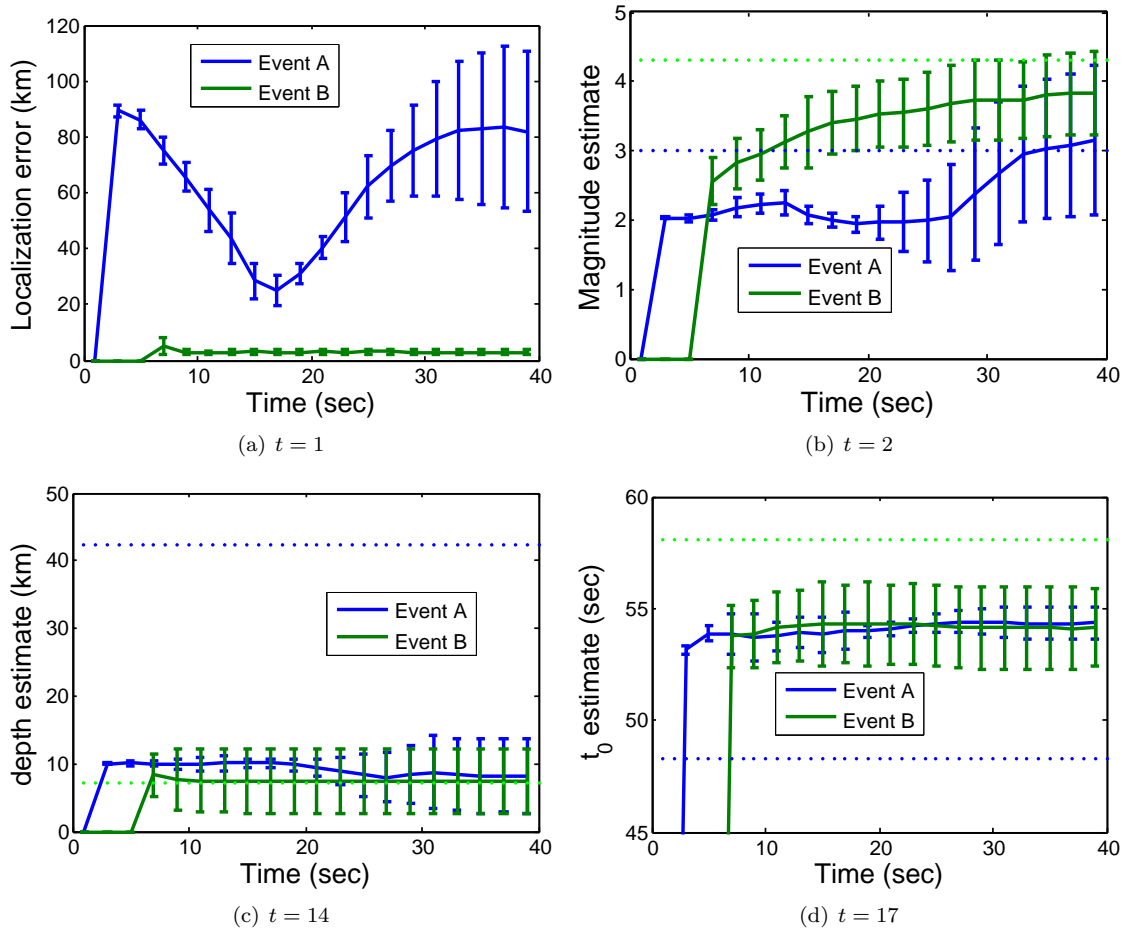 120
100
80
60
40
20
0
Localization error (km)
Event A
Event B
0 10 20 30 40
Time (sec)
(a) t = 1
5
4
3
2
1
0
Magnitude estimate
Event A
Event B
0 10 20 30 40
Time (sec)
(b) t = 2
50
40
30
20
10
0
depth estimate (km)
Event A
Event B
0 10 20 30 40
Time (sec)
(c) t = 14
60
55
50
45
t_0 estimate (sec)
Event A
Event B
0 10 20 30 40
Time (sec)
(d) t = 17